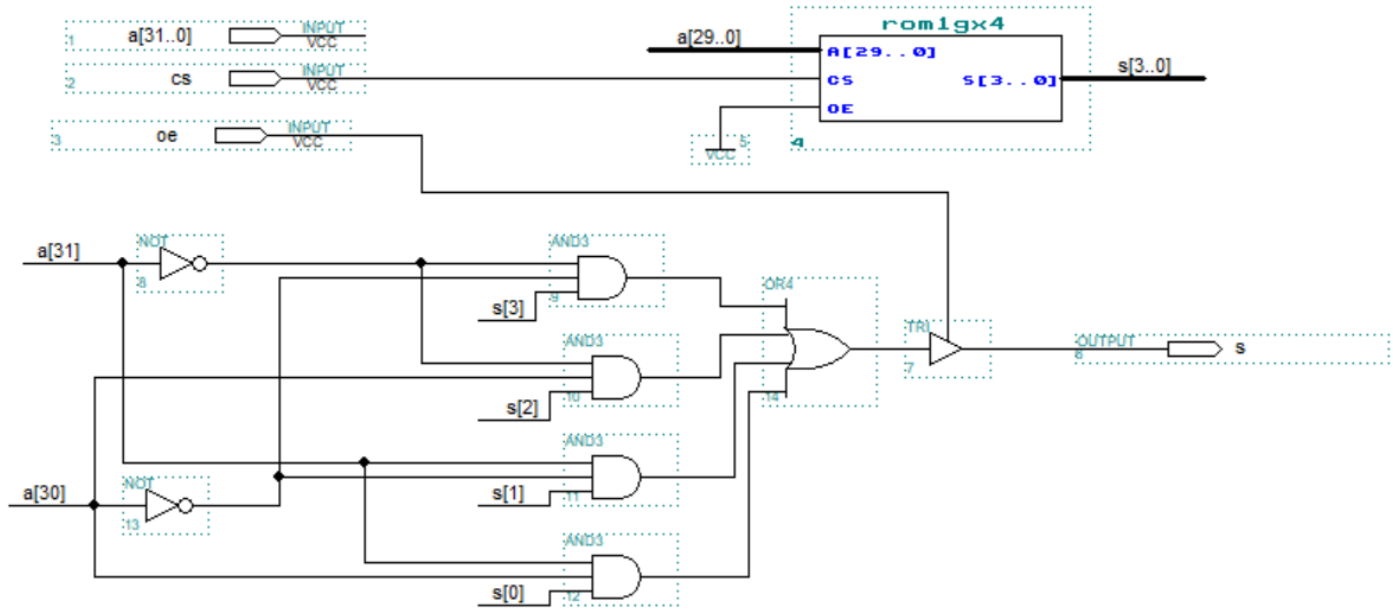 rom1gx4
INPUT
1 a[31..0] VCC
a[29..0]
A[29..0]
INPUT
2 cs VCC
CS S[3..0]
s[3..0]
OE
INPUT
3 oe VCC
VCC 5
4
NOT
a[31]
8
AND3
9
s[3]
OR4
TRI
7
OUTPUT
6
s
AND3
10
s[2]
14
AND3
NOT
a[30]
13
s[1]
11
AND3
s[0]
12